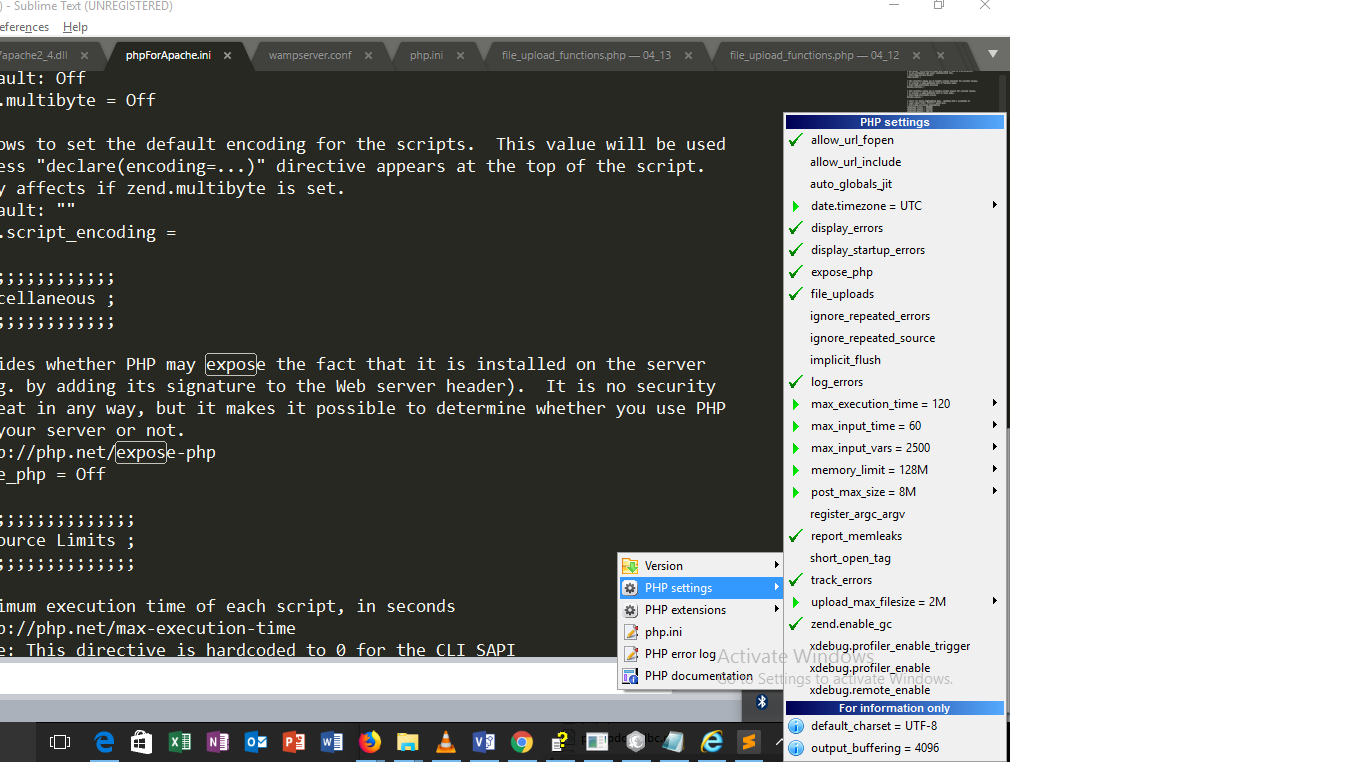 ) - Sublime Text (UNREGISTERED)
eferences Help
/apache2_4.dll × phpForApache.ini × wampserver.conf × php.ini × file_upload_functions.php — 04_13 × file_upload_functions.php — 04_12 × ×
ault: Off
.multibyte = Off
ows to set the default encoding for the scripts. This value will be used
ess "declare(encoding=...)" directive appears at the top of the script.
y affects if zend.multibyte is set.
ault: ""
.script_encoding =
;;;;;;;;;;;;
cellaneous ;
;;;;;;;;;;;;
ides whether PHP may expose the fact that it is installed on the server
g. by adding its signature to the Web server header). It is no security
eat in any way, but it makes it possible to determine whether you use PHP
your server or not.
p://php.net/expose-php
e_php = Off
;;;;;;;;;;;;;;
ource Limits ;
;;;;;;;;;;;;;;
imum execution time of each script, in seconds
p://php.net/max-execution-time
e: This directive is hardcoded to 0 for the CLI SAPI
Version
PHP settings
PHP extensions
php.ini
PHP error log
PHP documentation
PHP settings
allow_url_fopen
allow_url_include
auto_globals_jit
date.timezone = UTC
display_errors
display_startup_errors
expose_php
file_uploads
ignore_repeated_errors
ignore_repeated_source
implicit_flush
log_errors
max_execution_time = 120
max_input_time = 60
max_input_vars = 2500
memory_limit = 128M
post_max_size = 8M
register_argc_argv
report_memleaks
short_open_tag
track_errors
upload_max_filesize = 2M
zend.enable_gc
xdebug.profiler_enable_trigger
xdebug.profiler_enable
xdebug.remote_enable
For information only
default_charset = UTF-8
output_buffering = 4096
Activate Windows
Go to Settings to activate Windows.